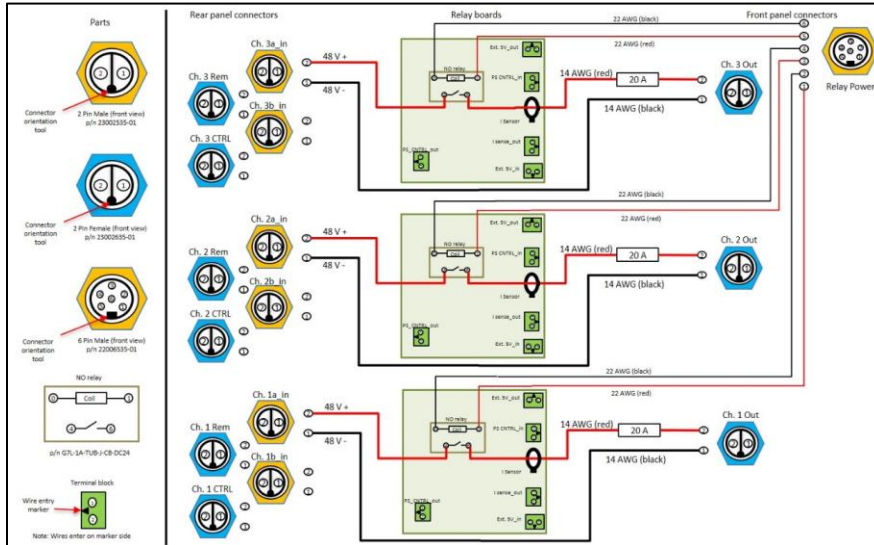 Parts
Rear panel connectors
Relay boards
Front panel connectors
2
1
Connector
orientation
tool
2 Pin Male (front view)
p/n 23002535-01
2
1
Connector
orientation
tool
2 Pin Female (front view)
p/n 23002635-01
Connector
orientation
tool
6 Pin Male (front view)
p/n 22006535-01
NO relay
0
Coil
1
4
6
p/n G7L-1A-TUB-J-CB-DC24
Terminal block
Wire entry
marker
Note: Wires enter on marker side
22 AWG (black)
22 AWG (red)
Relay Power
Ch. 3a_in
48 V +
48 V -
Ch. 3 Rem
Ch. 3b_in
Ch. 3 CTRL
Ext. 5V_out
NO relay
Coil
PS CNTRL_in
I Sensor
I sense_out
PS_CNTRL_out
Ext. 5V_in
14 AWG (red)
20 A
14 AWG (black)
Ch. 3 Out
22 AWG (black)
22 AWG (red)
Ch. 2a_in
48 V +
48 V -
Ch. 2 Rem
Ch. 2b_in
Ch. 2 CTRL
Ext. 5V_out
NO relay
Coil
PS CNTRL_in
I Sensor
I sense_out
PS_CNTRL_out
Ext. 5V_in
14 AWG (red)
20 A
14 AWG (black)
Ch. 2 Out
22 AWG (black)
22 AWG (red)
Ch. 1a_in
48 V +
48 V -
Ch. 1 Rem
Ch. 1b_in
Ch. 1 CTRL
Ext. 5V_out
NO relay
Coil
PS CNTRL_in
I Sensor
I sense_out
PS_CNTRL_out
Ext. 5V_in
14 AWG (red)
20 A
14 AWG (black)
Ch. 1 Out